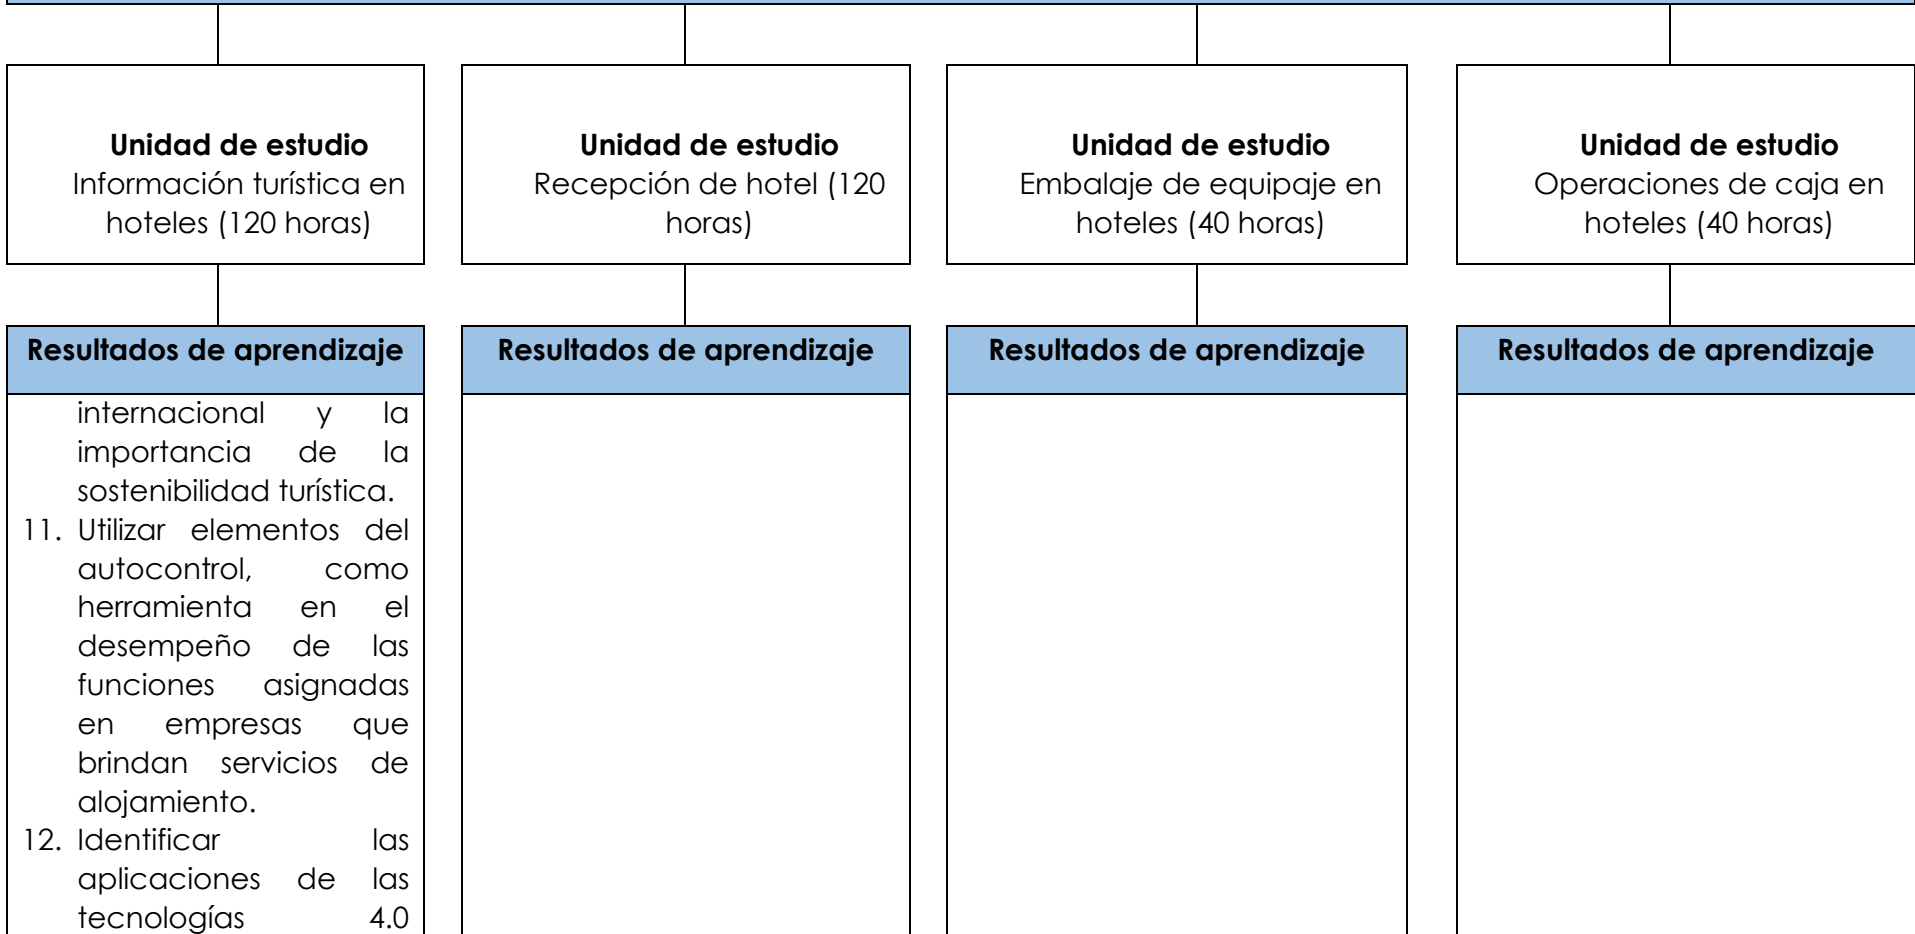 Unidad de estudio
Información turística en
hoteles (120 horas)
Unidad de estudio
Recepción de hotel (120
horas)
Unidad de estudio
Embalaje de equipaje en
hoteles (40 horas)
Unidad de estudio
Operaciones de caja en
hoteles (40 horas)
Resultados de aprendizaje
internacional y la
importancia de la
sostenibilidad turística.
11. Utilizar elementos del
autocontrol, como
herramienta en el
desempeño de las
funciones asignadas
en empresas que
brindan servicios de
alojamiento.
12. Identificar las
aplicaciones de las
tecnologías 4.0
Resultados de aprendizaje
Resultados de aprendizaje
Resultados de aprendizaje